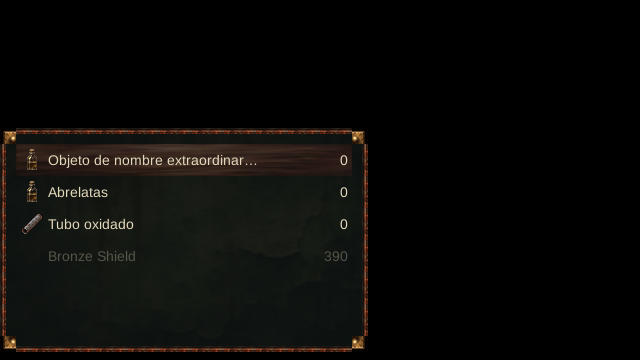 Objeto de nombre extraordinar… 0
Abrelatas 0
Tubo oxidado 0
Bronze Shield 390